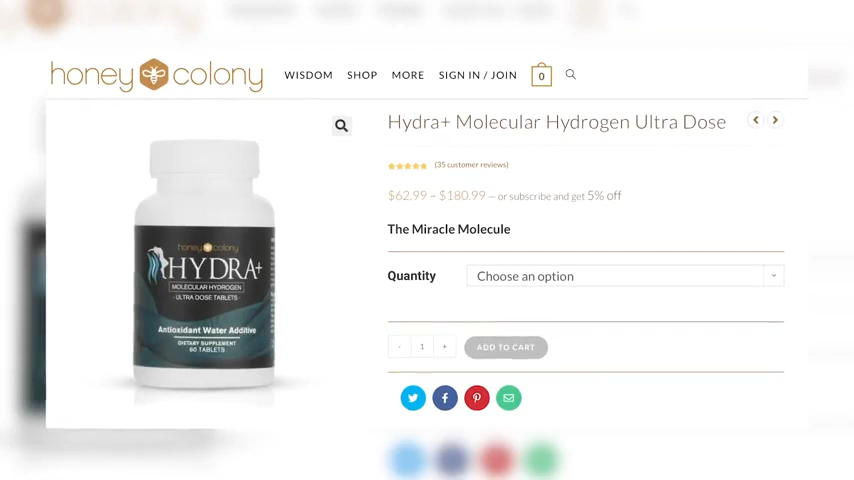 honey colony
WISDOM SHOP MORE SIGN IN / JOIN 0
Hydra+ Molecular Hydrogen Ultra Dose
(35 customer reviews)
$62.99 – $180.99 — or subscribe and get 5% off
The Miracle Molecule
Quantity Choose an option
- 1 + ADD TO CART
honey colony
HYDRA+
MOLECULAR HYDROGEN
- ULTRA DOSE TABLETS -
Antioxidant Water Additive
DIETARY SUPPLEMENT
60 TABLETS